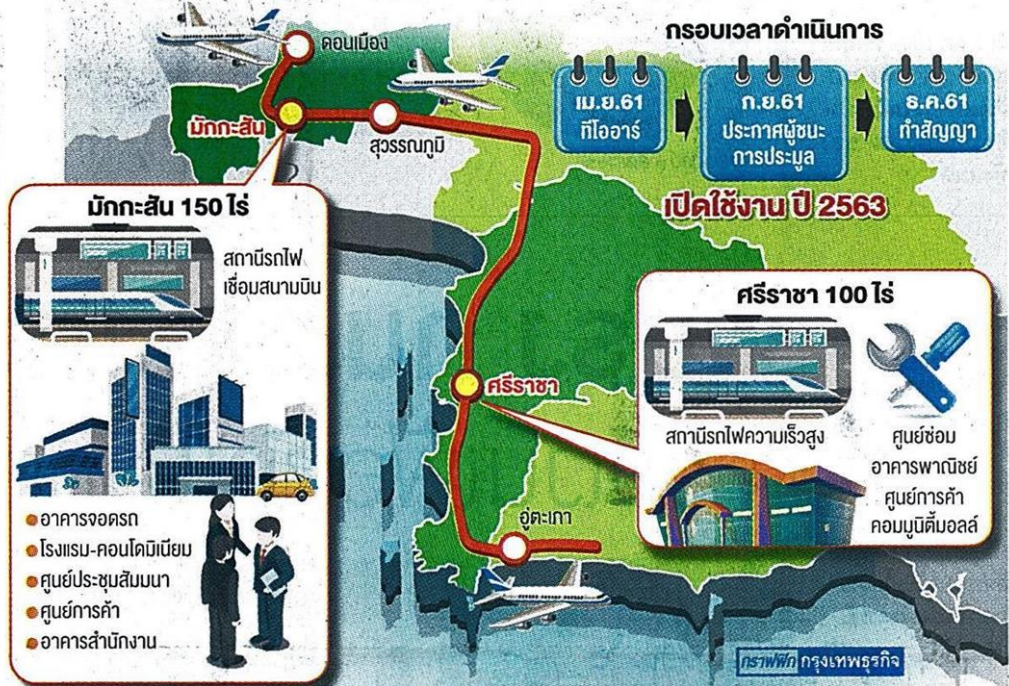 กรอบเวลาดำเนินการ
เม.ย.61
ทีโออาร์
ก.ย.61
ประกาศผู้ชนะ
การประมูล
ธ.ค.61
ทำสัญญา
เปิดใช้งาน ปี 2563
ดอนเมือง
มักกะสัน
สุวรรณภูมิ
ศรีราชา
อู่ตะเภา
มักกะสัน 150 ไร่
สถานีรถไฟ
เชื่อมสนามบิน
อาคารจอดรถ
โรงแรม-คอนโดมิเนียม
ศูนย์ประชุมสัมมนา
ศูนย์การค้า
อาคารสำนักงาน
ศรีราชา 100 ไร่
สถานีรถไฟความเร็วสูง
ศูนย์ซ่อม
อาคารพาณิชย์
ศูนย์การค้า
คอมมูนิตี้มอลล์
กราฟฟิก กรุงเทพธุรกิจ